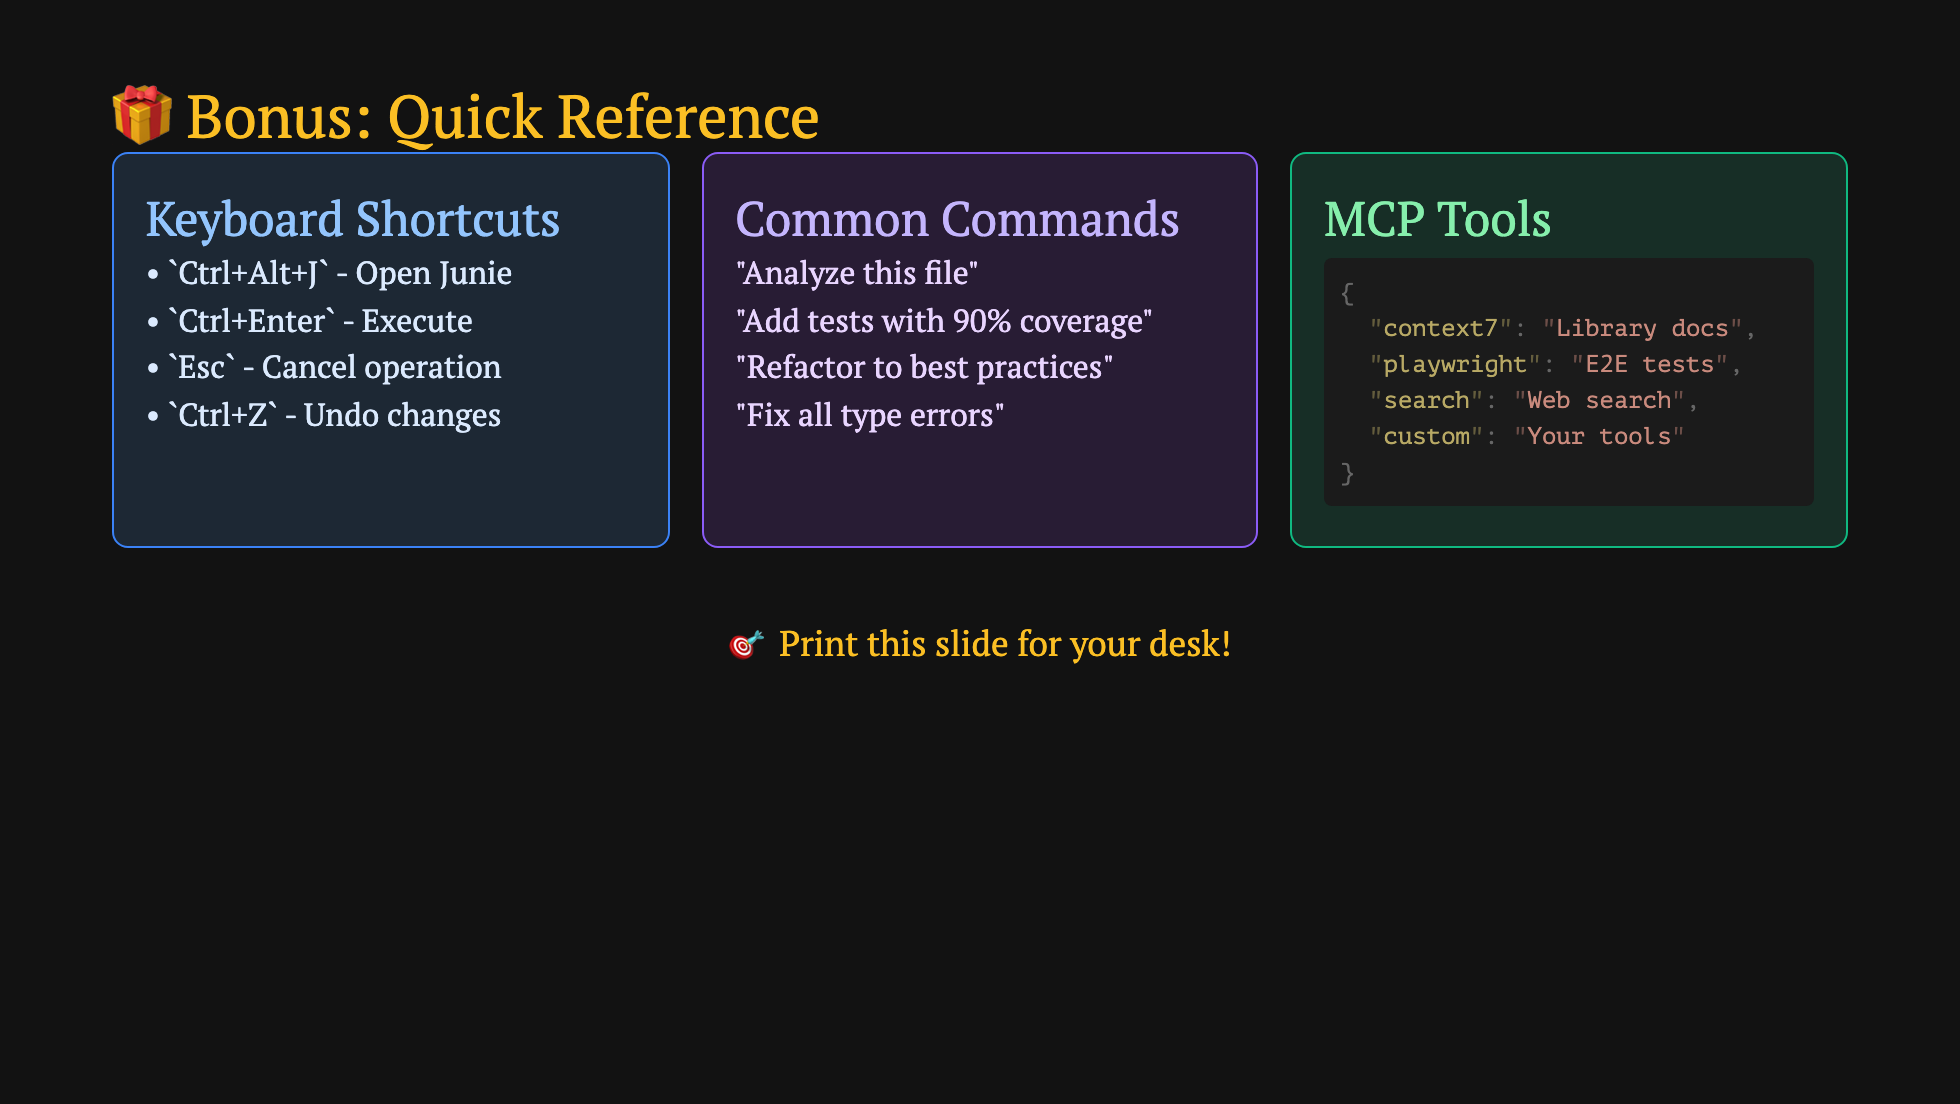 🎁 Bonus: Quick Reference
Keyboard Shortcuts
• `Ctrl+Alt+J` - Open Junie
• `Ctrl+Enter` - Execute
• `Esc` - Cancel operation
• `Ctrl+Z` - Undo changes
Common Commands
"Analyze this file"
"Add tests with 90% coverage"
"Refactor to best practices"
"Fix all type errors"
MCP Tools
{
  "context7": "Library docs",
  "playwright": "E2E tests",
  "search": "Web search",
  "custom": "Your tools"
}
🎯 Print this slide for your desk!